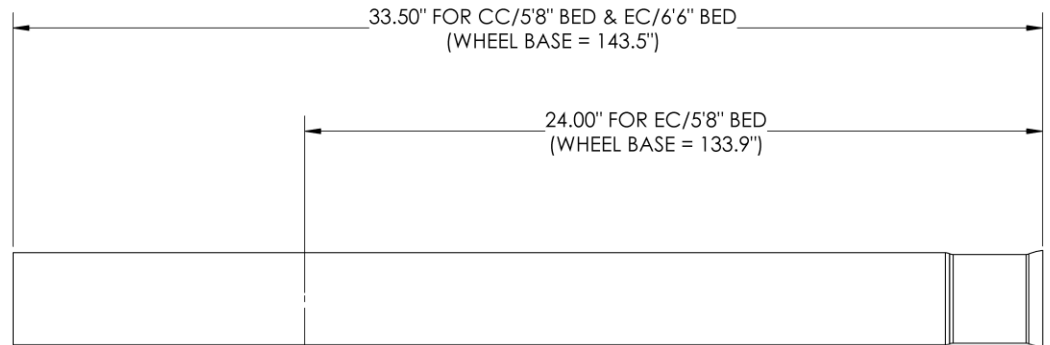 33.50" FOR CC/5'8" BED & EC/6'6" BED
(WHEEL BASE = 143.5")
24.00" FOR EC/5'8" BED
(WHEEL BASE = 133.9")